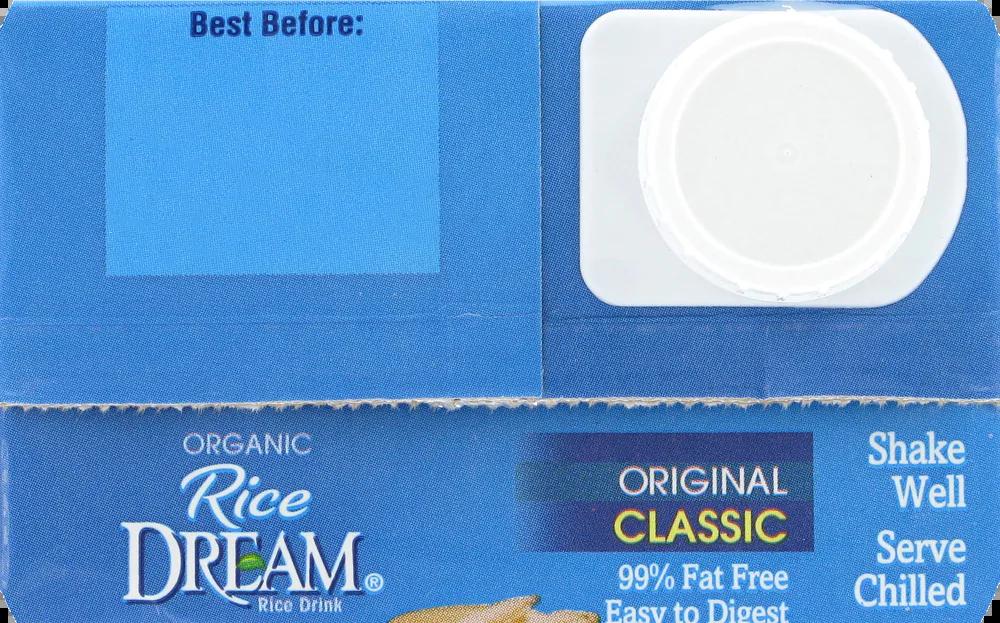 Best Before:
ORGANIC
Rice
DREAM®
Rice Drink
ORIGINAL
CLASSIC
99% Fat Free
Easy to Digest
Shake
Well
Serve
Chilled